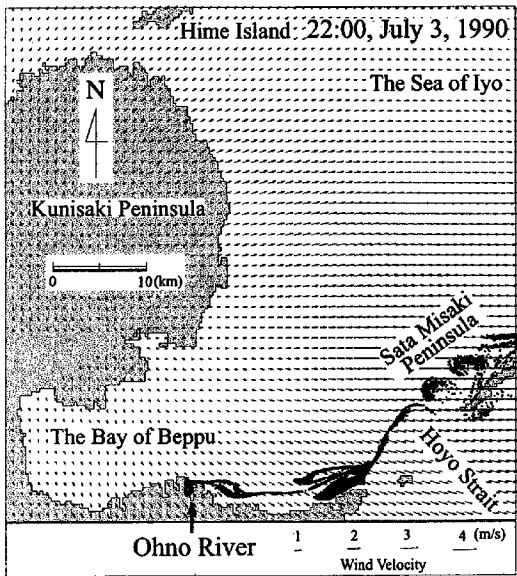 Hime Island 22:00, July 3, 1990
The Sea of Iyo
N
Kunisaki Peninsula
0 10(km)
Sata Misaki
Peninsula
The Bay of Beppu
Hoyo Strait
Ohno River
1 2 3 4 (m/s)
Wind Velocity